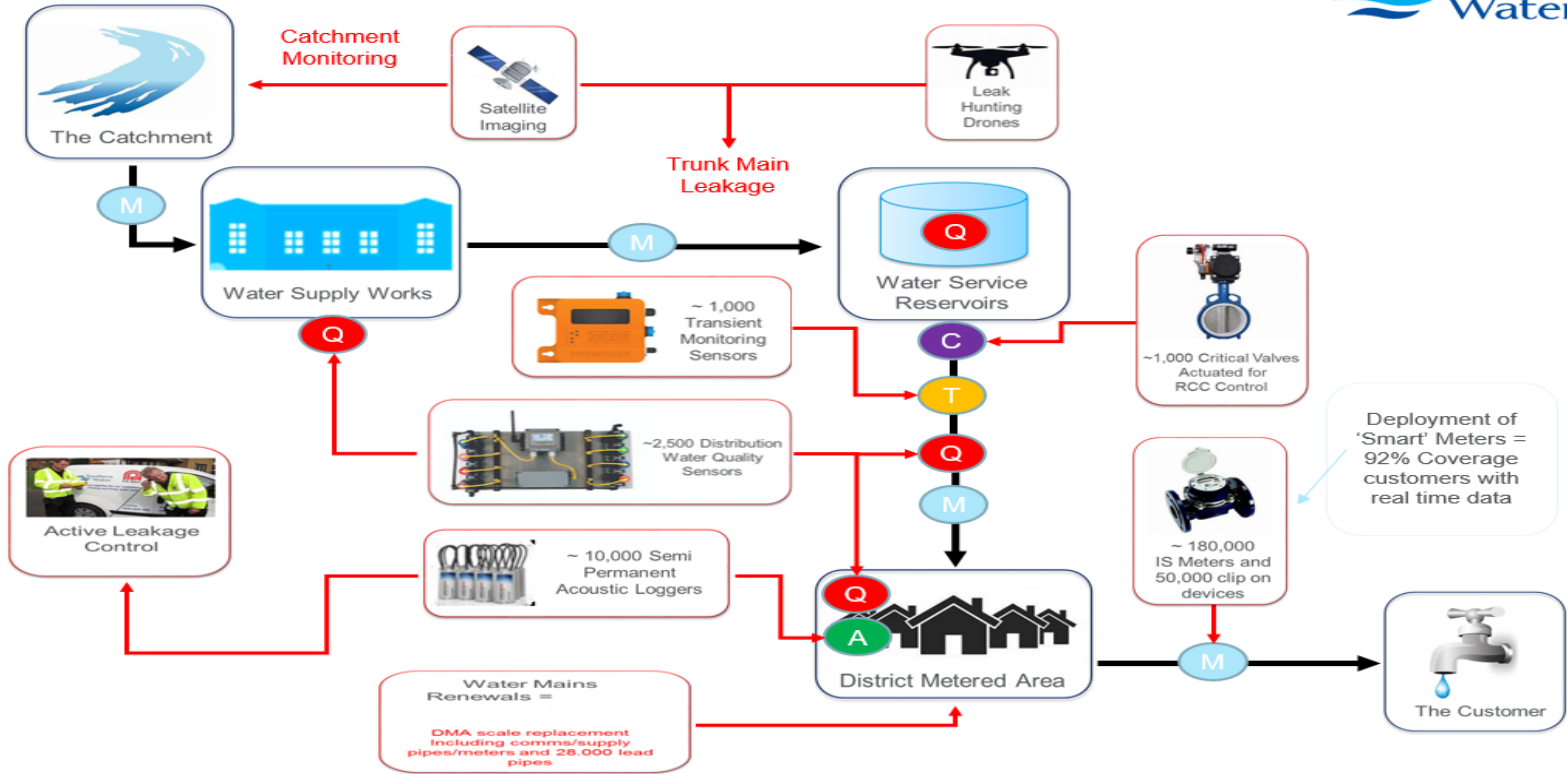 Water
Catchment
Monitoring
Satellite
Imaging
Leak
Hunting
Drones
The Catchment
Trunk Main
Leakage
M
Water Supply Works
M
Q
Water Service
Reservoirs
Q
~ 1,000
Transient
Monitoring
Sensors
C
~1,000 Critical Valves
Actuated for
RCC Control
T
~2,500 Distribution
Water Quality
Sensors
Q
Deployment of
'Smart' Meters =
92% Coverage
customers with
real time data
M
Active Leakage
Control
~ 10,000 Semi
Permanent
Acoustic Loggers
~ 180,000
IS Meters and
50,000 clip on
devices
Q
A
District Metered Area
M
The Customer
Water Mains
Renewals =
DMA scale replacement
Including comms/supply
pipes/meters and 28.000 lead
pipes